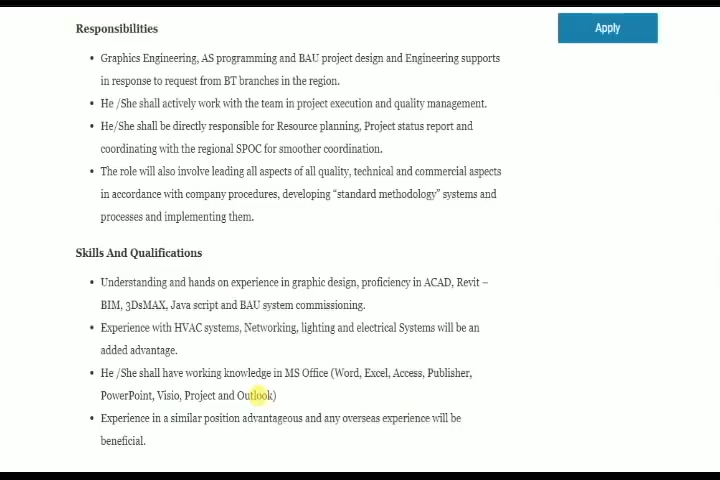 Responsibilities
Apply
Graphics Engineering, AS programming and BAU project design and Engineering supports
in response to request from BT branches in the region.
He /She shall actively work with the team in project execution and quality management.
He/She shall be directly responsible for Resource planning, Project status report and
coordinating with the regional SPOC for smoother coordination.
The role will also involve leading all aspects of all quality, technical and commercial aspects
in accordance with company procedures, developing “standard methodology” systems and
processes and implementing them.
Skills And Qualifications
Understanding and hands on experience in graphic design, proficiency in ACAD, Revit –
BIM, 3DsMAX, Java script and BAU system commissioning.
Experience with HVAC systems, Networking, lighting and electrical Systems will be an
added advantage.
He /She shall have working knowledge in MS Office (Word, Excel, Access, Publisher,
PowerPoint, Visio, Project and Outlook)
Experience in a similar position advantageous and any overseas experience will be
beneficial.